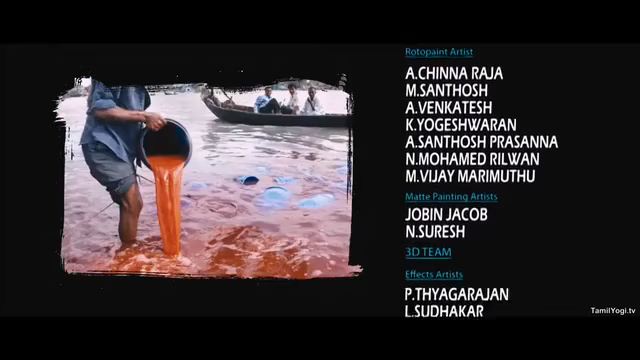 Rotopaint Artist
A.CHINNA RAJA
M.SANTHOSH
A.VENKATESH
K.YOGESHWARAN
A.SANTHOSH PRASANNA
N.MOHAMED RILWAN
M.VIJAY MARIMUTHU
Matte Painting Artists
JOBIN JACOB
N.SURESH
3D TEAM
Effects Artists
P.THYAGARAJAN
L.SUDHAKAR
TamilYogi.tv